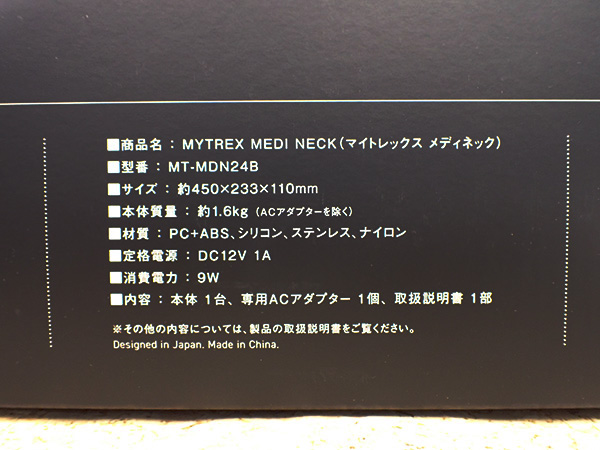 ■商品名：MYTREX MEDI NECK（マイトレックス メディネック）
■型番：MT-MDN24B
■サイズ：約450×233×110mm
■本体質量：約1.6kg（ACアダプターを除く）
■材質：PC+ABS、シリコン、ステンレス、ナイロン
■定格電源：DC12V 1A
■消費電力：9W
■内容：本体 1台、専用ACアダプター 1個、取扱説明書 1部
※その他の内容については、製品の取扱説明書をご覧ください。
Designed in Japan. Made in China.